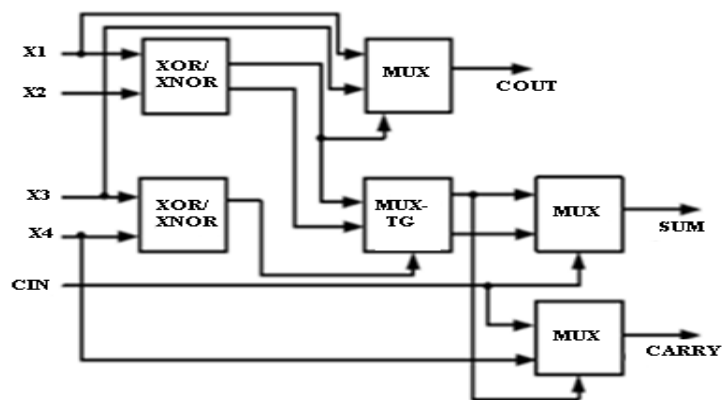 X1
XOR/
XNOR
MUX
COUT
X2
X3
XOR/
XNOR
MUX-
TG
MUX
SUM
X4
CIN
MUX
CARRY